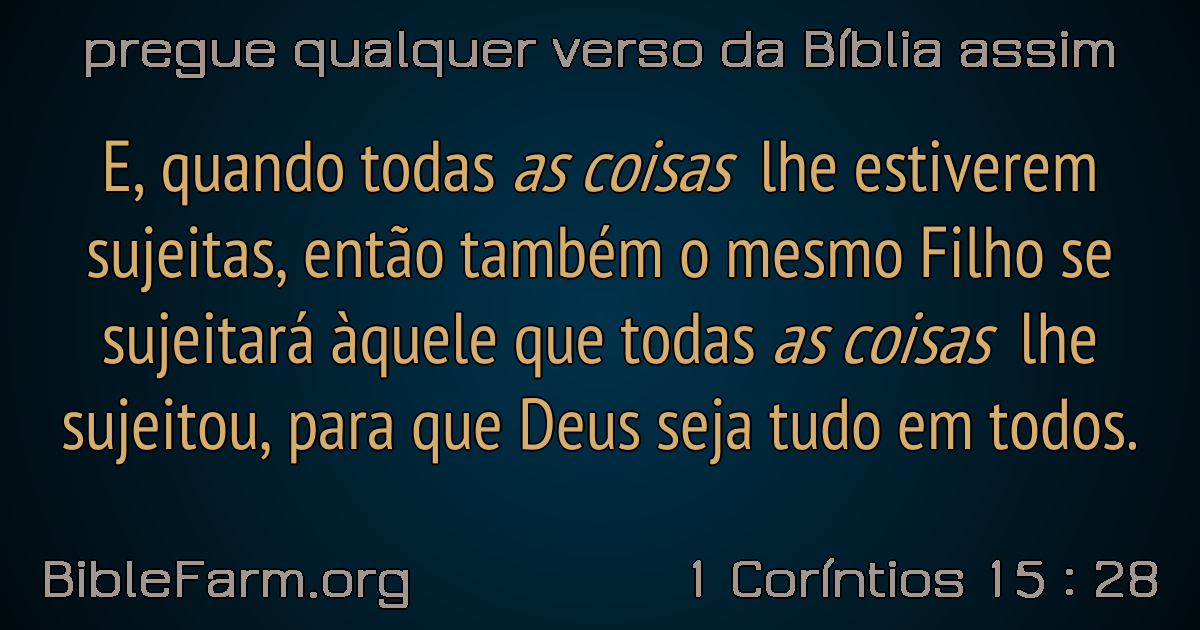 pregue qualquer verso da Bíblia assim
E, quando todas as coisas lhe estiverem
sujeitas, então também o mesmo Filho se
sujeitará àquele que todas as coisas lhe
sujeitou, para que Deus seja tudo em todos.
BibleFarm.org
1 Coríntios 15 : 28